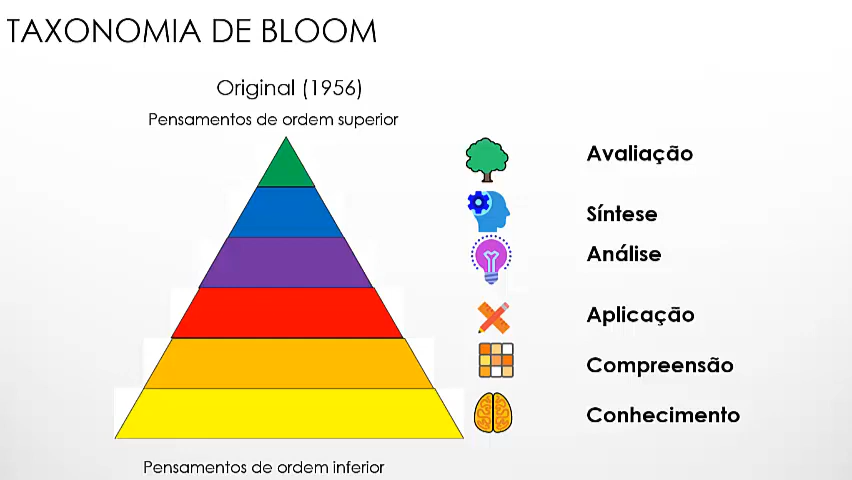 TAXONOMIA DE BLOOM
Original (1956)
Pensamentos de ordem superior
Avaliação
Síntese
Análise
Aplicação
Compreensão
Conhecimento
Pensamentos de ordem inferior